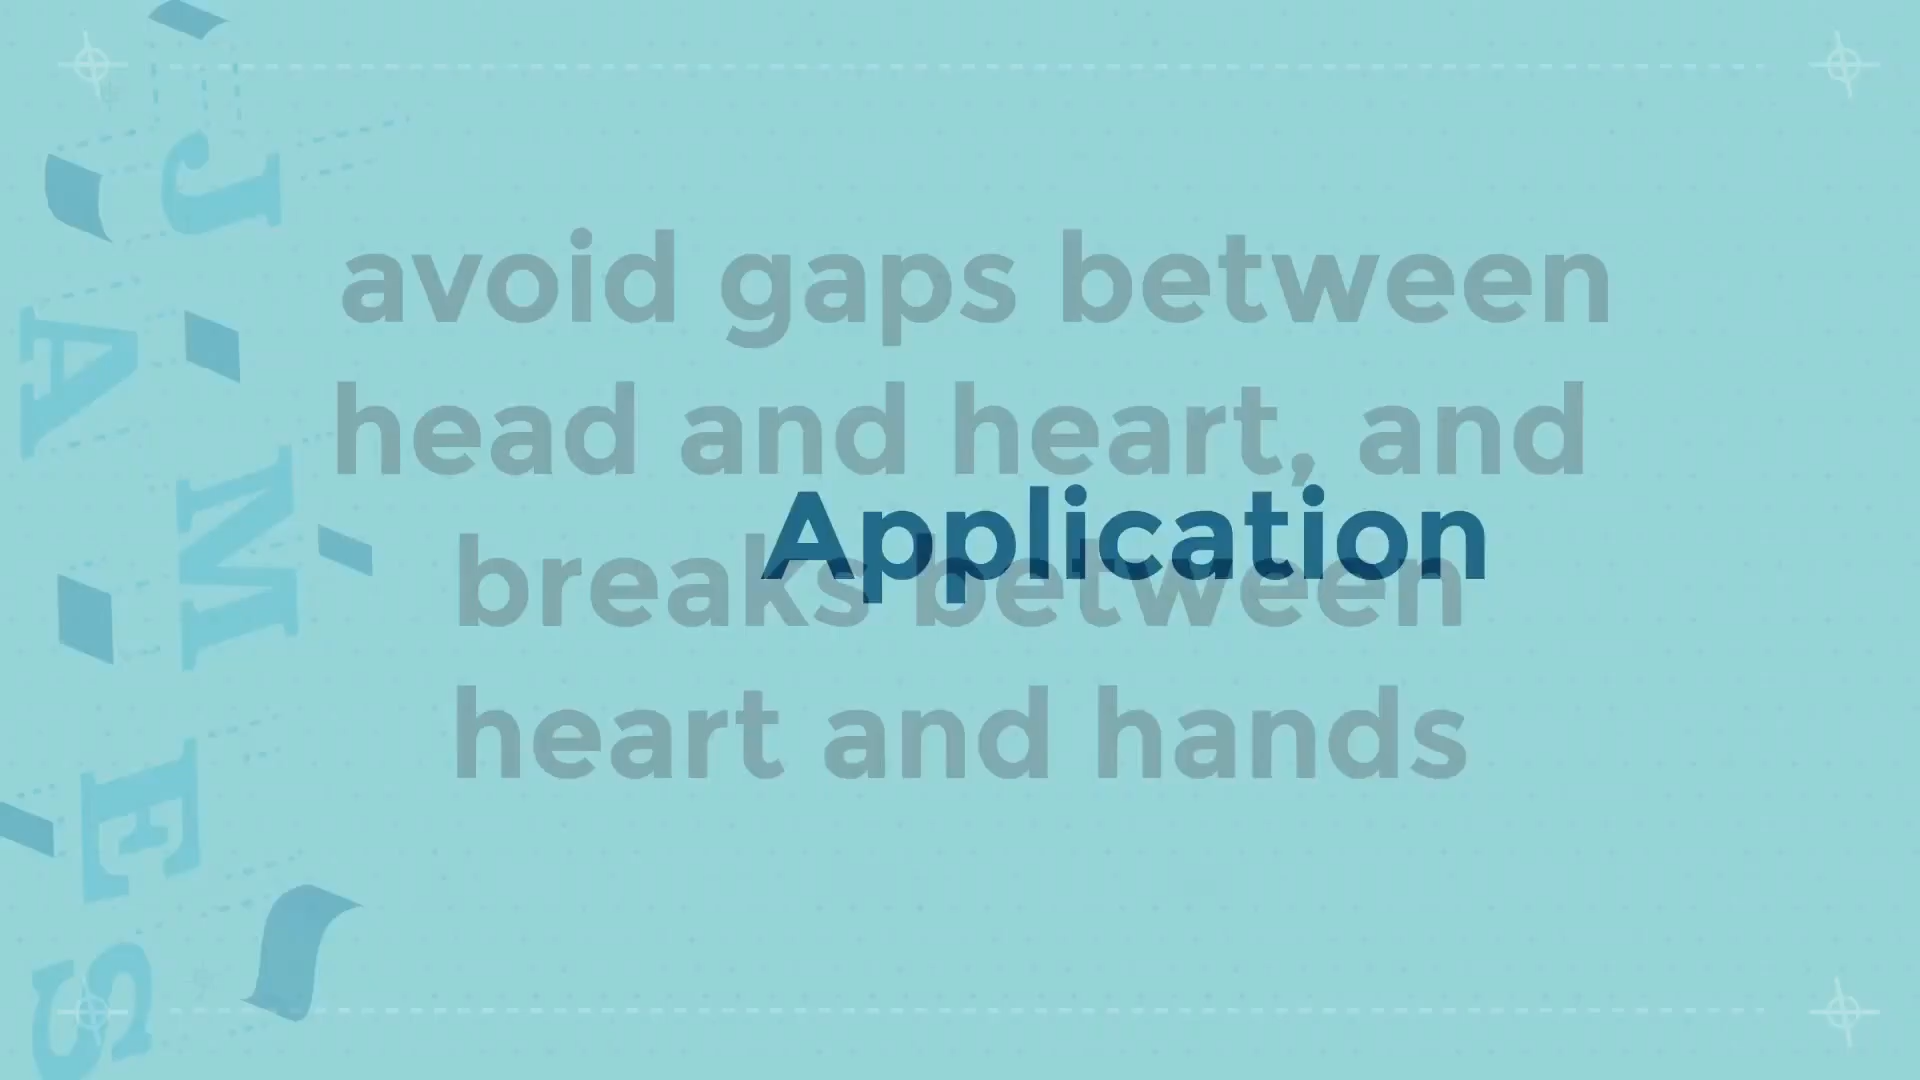 JAMES
avoid gaps between
head and heart, and
Application
breaks between
heart and hands